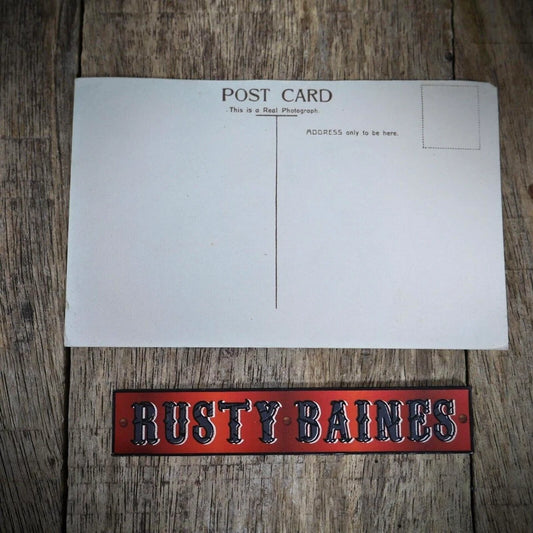 POST CARD
This is a Real Photograph.
ADDRESS only to be here.
RUSTY BAINES